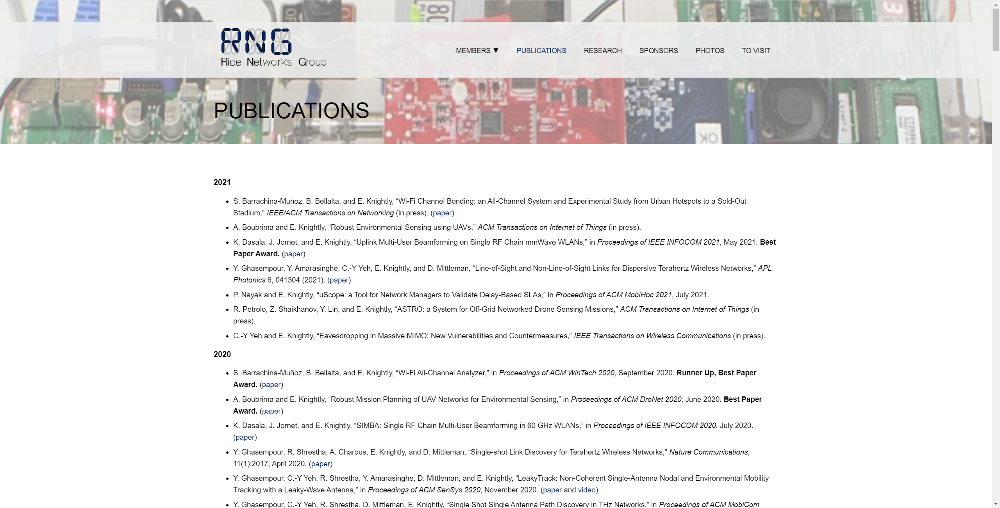 RNG
Rice Networks Group
MEMBERS ▼ PUBLICATIONS RESEARCH SPONSORS PHOTOS TO VISIT
PUBLICATIONS
OK
2021
• S. Barrachina-Muñoz, B. Bellalta, and E. Knightly, “Wi-Fi Channel Bonding: an All-Channel System and Experimental Study from Urban Hotspots to a Sold-Out
Stadium,” IEEE/ACM Transactions on Networking (in press). (paper)
• A. Boubrima and E. Knightly, “Robust Environmental Sensing using UAVs,” ACM Transactions on Internet of Things (in press).
• K. Dasala, J. Jornet, and E. Knightly, “Uplink Multi-User Beamforming on Single RF Chain mmWave WLANs,” in Proceedings of IEEE INFOCOM 2021, May 2021. Best
Paper Award. (paper)
• Y. Ghasempour, Y. Amarasinghe, C.-Y Yeh, E. Knightly, and D. Mittleman, “Line-of-Sight and Non-Line-of-Sight Links for Dispersive Terahertz Wireless Networks,” APL
Photonics 6, 041304 (2021). (paper)
• P. Nayak and E. Knightly, “uScope: a Tool for Network Managers to Validate Delay-Based SLAs,” in Proceedings of ACM MobiHoc 2021, July 2021.
• R. Petrolo, Z. Shaikhanov, Y. Lin, and E. Knightly, “ASTRO: a System for Off-Grid Networked Drone Sensing Missions,” ACM Transactions on Internet of Things (in
press).
• C.-Y Yeh and E. Knightly, “Eavesdropping in Massive MIMO: New Vulnerabilities and Countermeasures,” IEEE Transactions on Wireless Communications (in press).
2020
• S. Barrachina-Muñoz, B. Bellalta, and E. Knightly, “Wi-Fi All-Channel Analyzer,” in Proceedings of ACM WinTech 2020, September 2020. Runner Up, Best Paper
Award. (paper)
• A. Boubrima and E. Knightly, “Robust Mission Planning of UAV Networks for Environmental Sensing,” in Proceedings of ACM DroNet 2020, June 2020. Best Paper
Award. (paper)
• K. Dasala, J. Jornet, and E. Knightly, “SIMBA: Single RF Chain Multi-User Beamforming in 60 GHz WLANs,” in Proceedings of IEEE INFOCOM 2020, July 2020.
(paper)
• Y. Ghasempour, R. Shrestha, A. Charous, E. Knightly, and D. Mittleman, “Single-shot Link Discovery for Terahertz Wireless Networks,” Nature Communications,
11(1):2017, April 2020. (paper)
• Y. Ghasempour, C.-Y Yeh, R. Shrestha, Y. Amarasinghe, D. Mittleman, and E. Knightly, “LeakyTrack: Non-Coherent Single-Antenna Nodal and Environmental Mobility
Tracking with a Leaky-Wave Antenna,” in Proceedings of ACM SenSys 2020, November 2020. (paper and video)
• Y. Ghasempour, C.-Y Yeh, R. Shrestha, D. Mittleman, E. Knightly, “Single Shot Single Antenna Path Discovery in THz Networks,” in Proceedings of ACM MobiCom